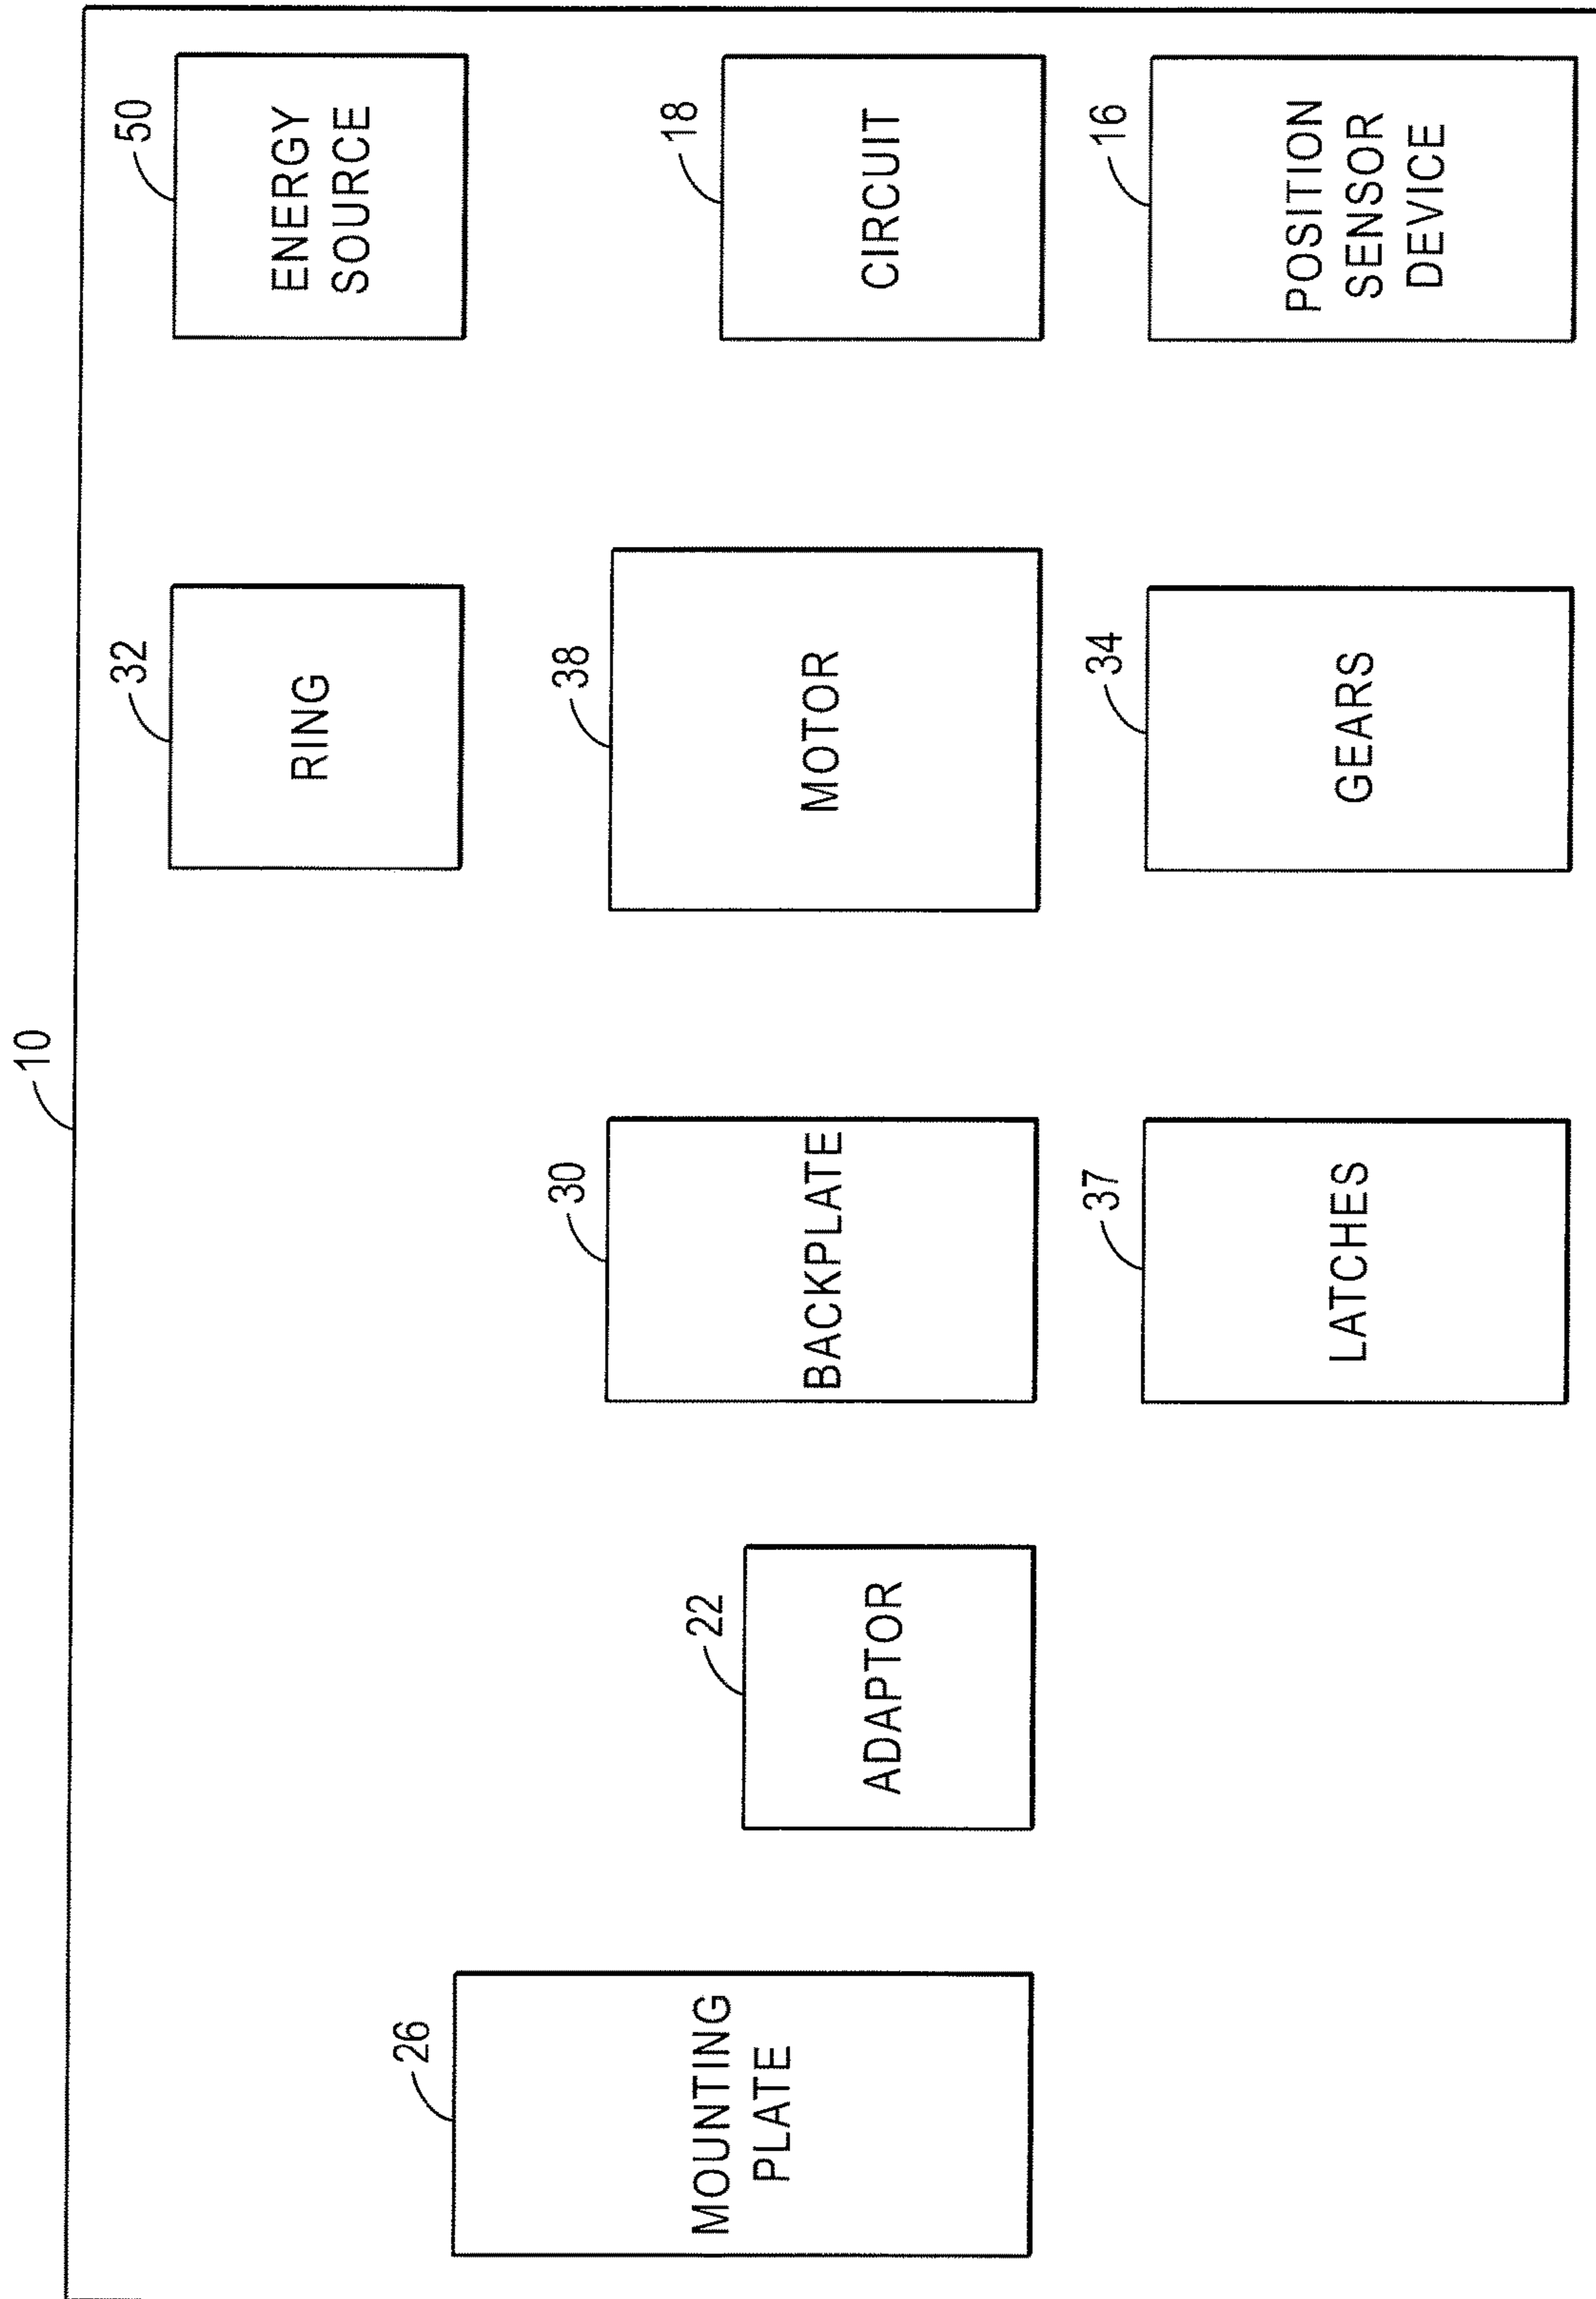 10
26
MOUNTING
PLATE
22
ADAPTOR
30
BACKPLATE
37
LATCHES
32
RING
38
MOTOR
34
GEARS
50
ENERGY
SOURCE
18
CIRCUIT
16
POSITION
SENSOR
DEVICE